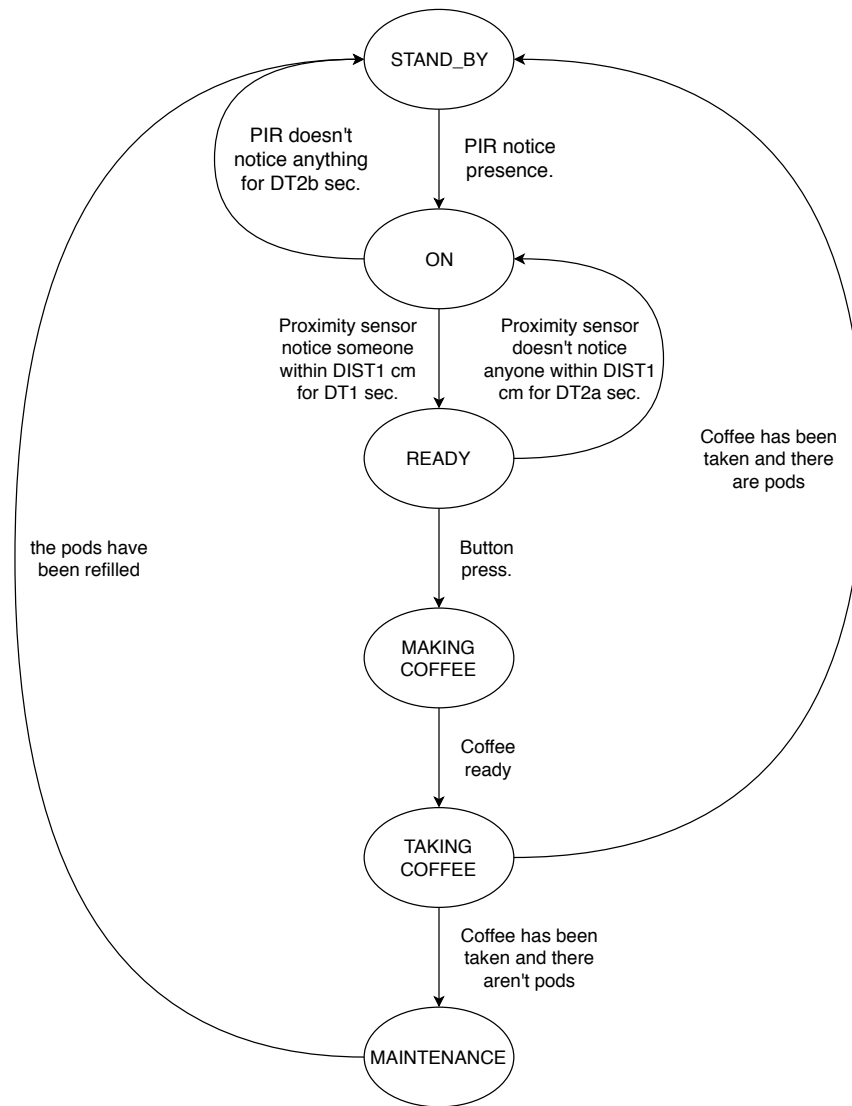 STAND_BY
PIR doesn't
notice anything
for DT2b sec.
PIR notice
presence.
ON
Proximity sensor
notice someone
within DIST1 cm
for DT1 sec.
Proximity sensor
doesn't notice
anyone within DIST1
cm for DT2a sec.
READY
Coffee has been
taken and there
are pods
the pods have
been refilled
Button
press.
MAKING
COFFEE
Coffee
ready
TAKING
COFFEE
Coffee has been
taken and there
aren't pods
MAINTENANCE